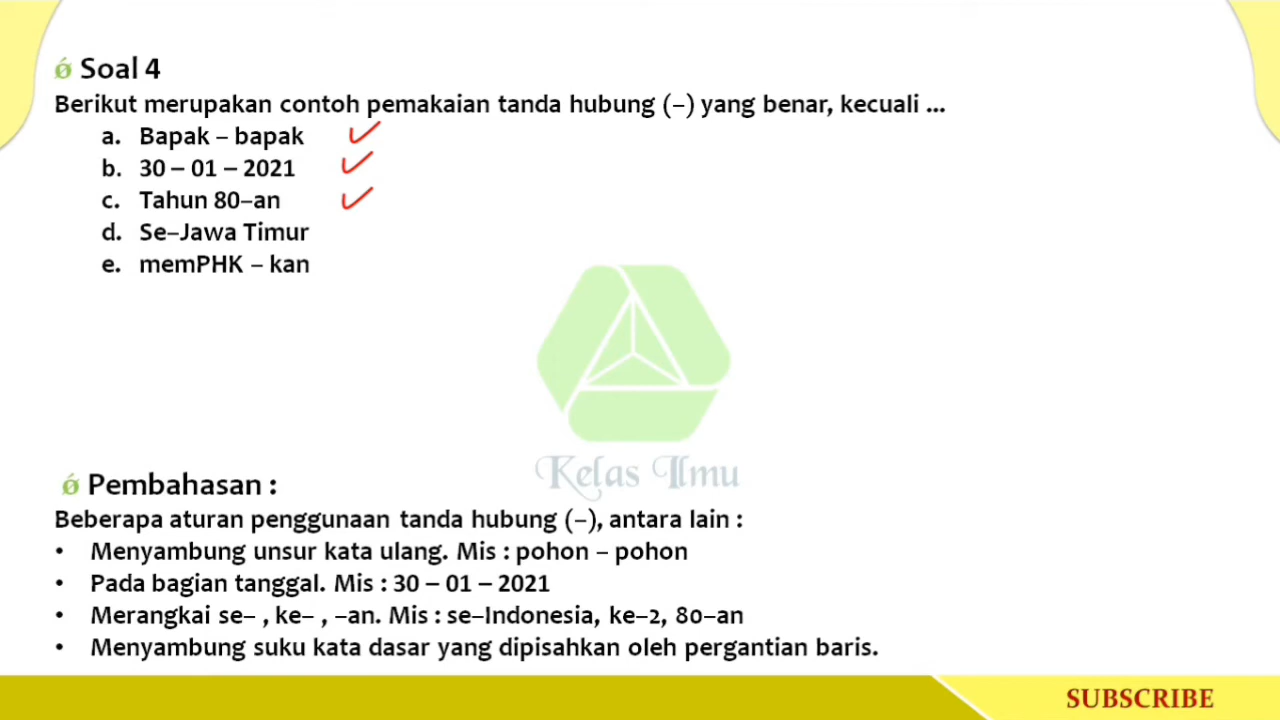 ǿ Soal 4
Berikut merupakan contoh pemakaian tanda hubung (–) yang benar, kecuali ...
a. Bapak – bapak
b. 30 – 01 – 2021
c. Tahun 80–an
d. Se–Jawa Timur
e. memPHK – kan
Kelas Ilmu
ǿ Pembahasan :
Beberapa aturan penggunaan tanda hubung (–), antara lain :
• Menyambung unsur kata ulang. Mis : pohon – pohon
• Pada bagian tanggal. Mis : 30 – 01 – 2021
• Merangkai se– , ke– , –an. Mis : se–Indonesia, ke–2, 80–an
• Menyambung suku kata dasar yang dipisahkan oleh pergantian baris.
SUBSCRIBE